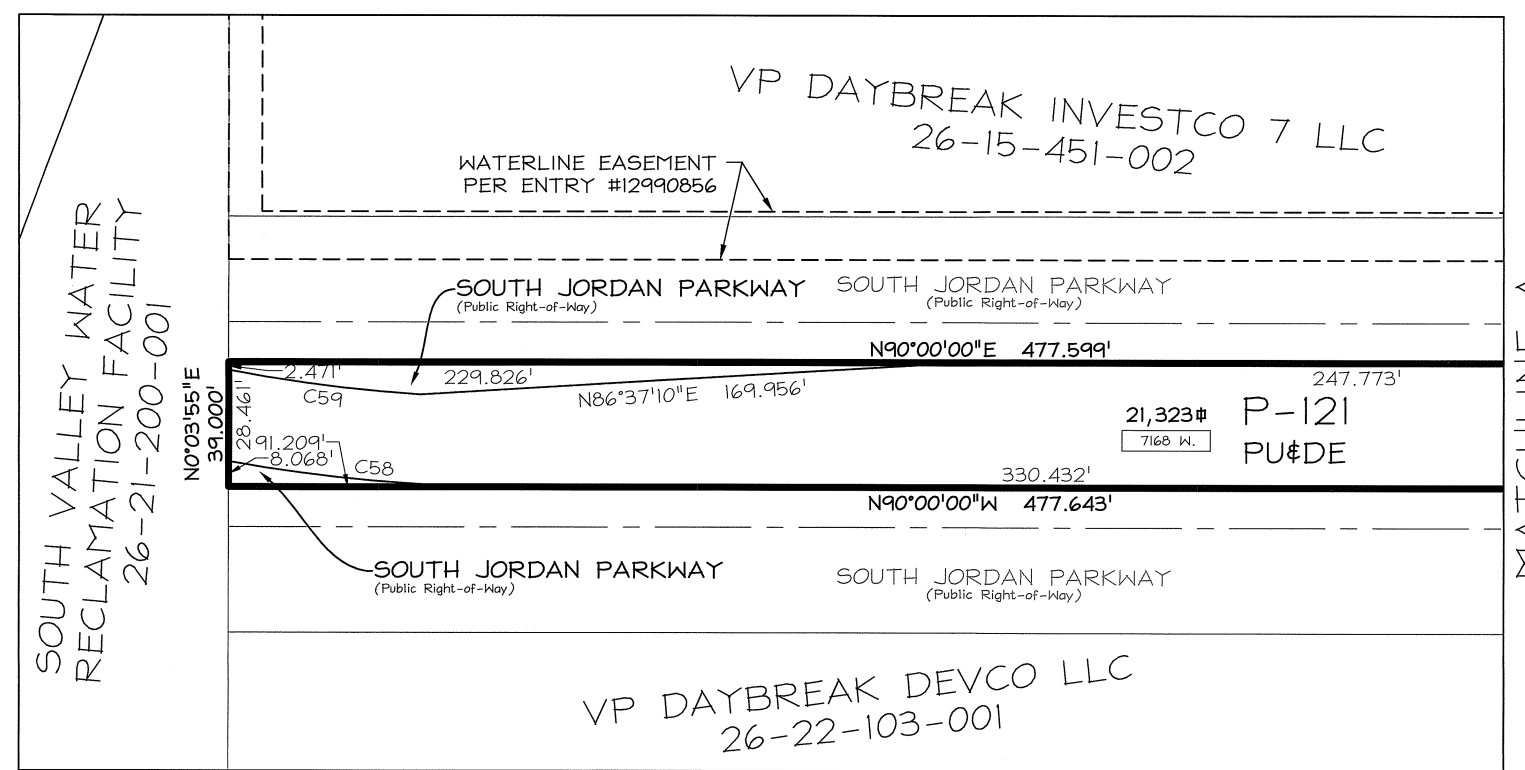 VP DAYBREAK INVESTCO 7 LLC
26-15-451-002
WATERLINE EASEMENT
PER ENTRY #12990856
SOUTH VALLEY WATER
RECLAMATION FACILITY
26-21-200-001
SOUTH JORDAN PARKWAY
(Public Right-of-Way)
SOUTH JORDAN PARKWAY
(Public Right-of-Way)
N90°00'00"E 477.599'
2.471'
229.826'
247.773'
C59
N86°37'10"E 169.956'
N0°03'55"E
39.000'
28.461'
21,323
7168 W.
P-121
PU&DE
91.209'
8.068'
C58
330.432'
N90°00'00"W 477.643'
SOUTH JORDAN PARKWAY
(Public Right-of-Way)
SOUTH JORDAN PARKWAY
(Public Right-of-Way)
VP DAYBREAK DEVCO LLC
26-22-103-001